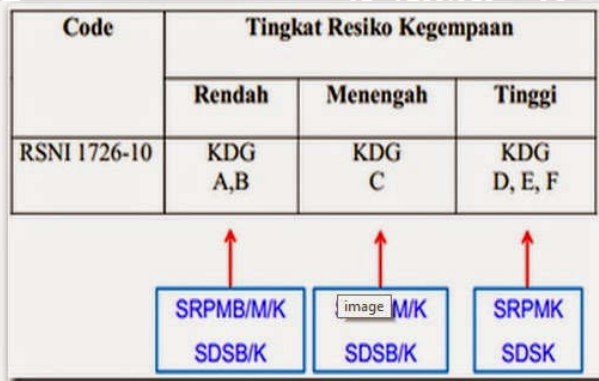 Code Tingkat Resiko Kegempaan
Rendah Menengah Tinggi
RSNI 1726-10 KDG KDG KDG
A,B C D, E, F
SRPMB/M/K image M/K SRPMK
SDSB/K SDSB/K SDSK